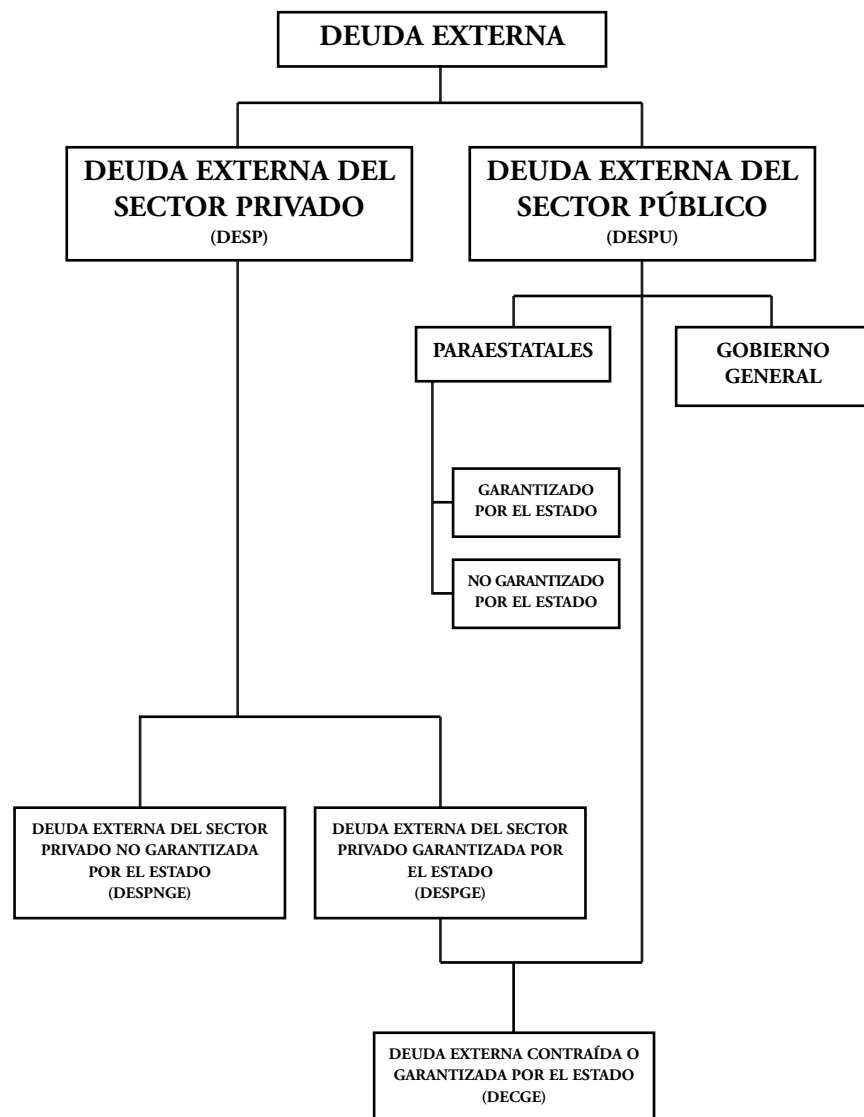 DEUDA EXTERNA
DEUDA EXTERNA DEL
SECTOR PRIVADO
(DESP)
DEUDA EXTERNA DEL
SECTOR PÚBLICO
(DESPU)
PARAESTATALES
GOBIERNO
GENERAL
GARANTIZADO
POR EL ESTADO
NO GARANTIZADO
POR EL ESTADO
DEUDA EXTERNA DEL SECTOR
PRIVADO NO GARANTIZADA
POR EL ESTADO
(DESPNGE)
DEUDA EXTERNA DEL SECTOR
PRIVADO GARANTIZADA POR
EL ESTADO
(DESPGE)
DEUDA EXTERNA CONTRAÍDA O
GARANTIZADA POR EL ESTADO
(DECGE)